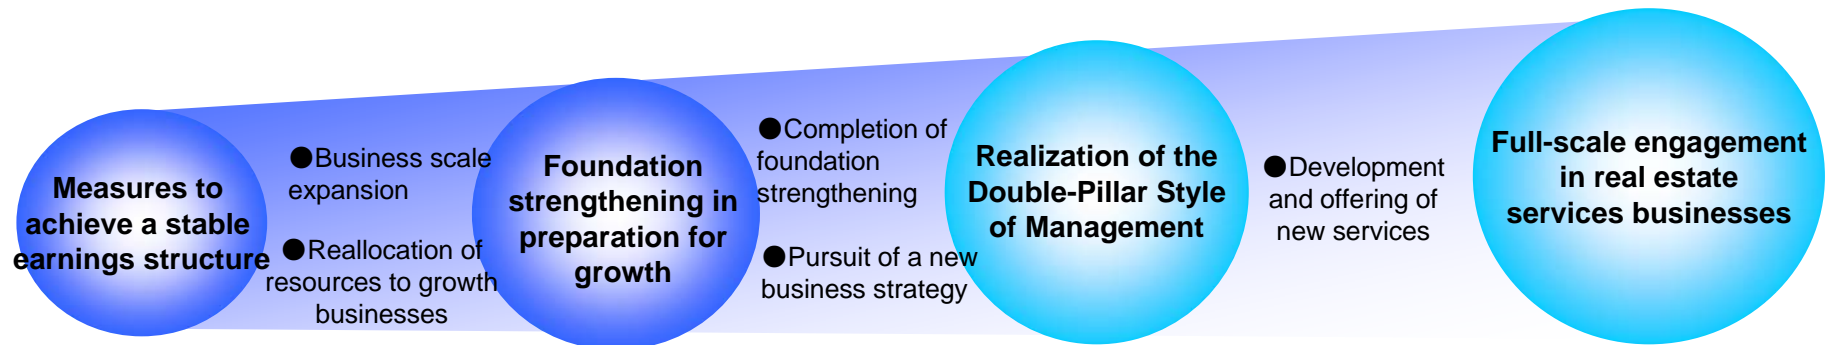 Measures to
achieve a stable
earnings structure
●Business scale
expansion
●Reallocation of
resources to growth
businesses
Foundation
strengthening in
preparation for
growth
●Completion of
foundation
strengthening
●Pursuit of a new
business strategy
Realization of the
Double-Pillar Style
of Management
●Development
and offering of
new services
Full-scale engagement
in real estate
services businesses